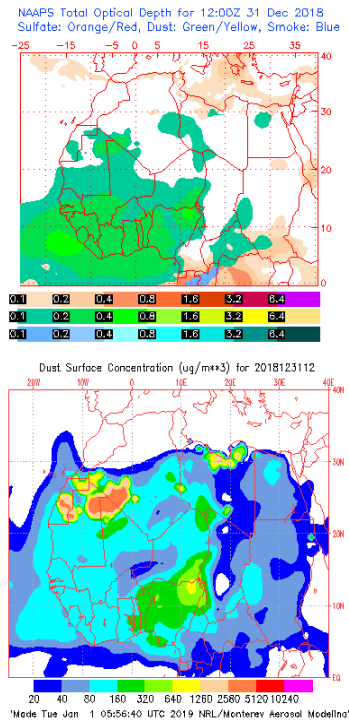 NAAPS Total Optical Depth for 12:00Z 31 Dec 2018
Sulfate: Orange/Red, Dust: Green/Yellow, Smoke: Blue
-25 -15 -10 -5 0 5 10 15 20 25 30 40
40
30
20
10
0
0.1 0.2 0.4 0.8 1.6 3.2 6.4
0.1 0.2 0.4 0.8 1.6 3.2 6.4
0.1 0.2 0.4 0.8 1.6 3.2 6.4
Dust Surface Concentration (ug/m**3) for 2018123112
20W 10W 0 10E 20E 30E 40E
40N
30N
20N
10N
EQ
20 40 80 160 320 640 1280 2560 5120 10240
'Made Tue Jan 1 05:56:40 UTC 2019 NRL/Monterey Aerosol Modeling'